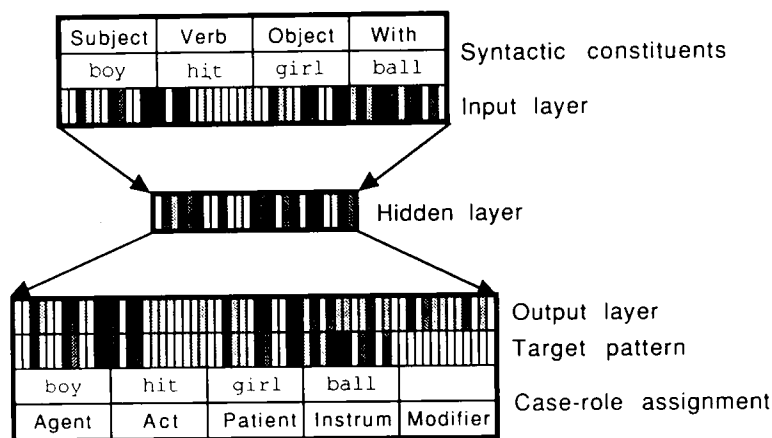 Subject Verb Object With
Syntactic constituents
boy hit girl ball
Input layer
Hidden layer
Output layer
Target pattern
boy hit girl ball
Case-role assignment
Agent Act Patient Instrum Modifier